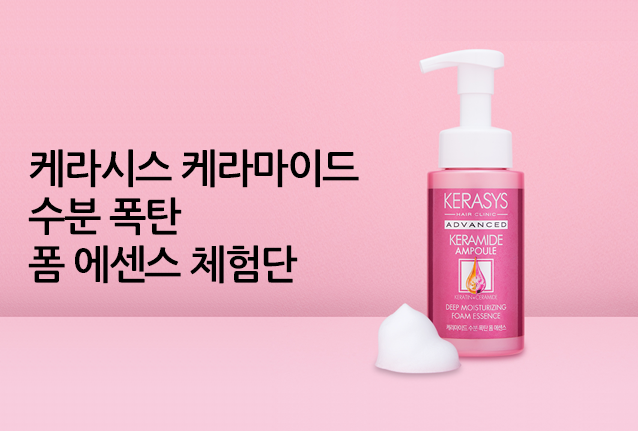 케라시스 케라마이드
수분 폭탄
폼 에센스 체험단
KERASYS
HAIR CLINIC
ADVANCED
KERAMIDE
AMPOULE
KERATIN+CERAMIDE
DEEP MOISTURIZING
FOAM ESSENCE
케라마이드 수분 폭탄 폼 에센스